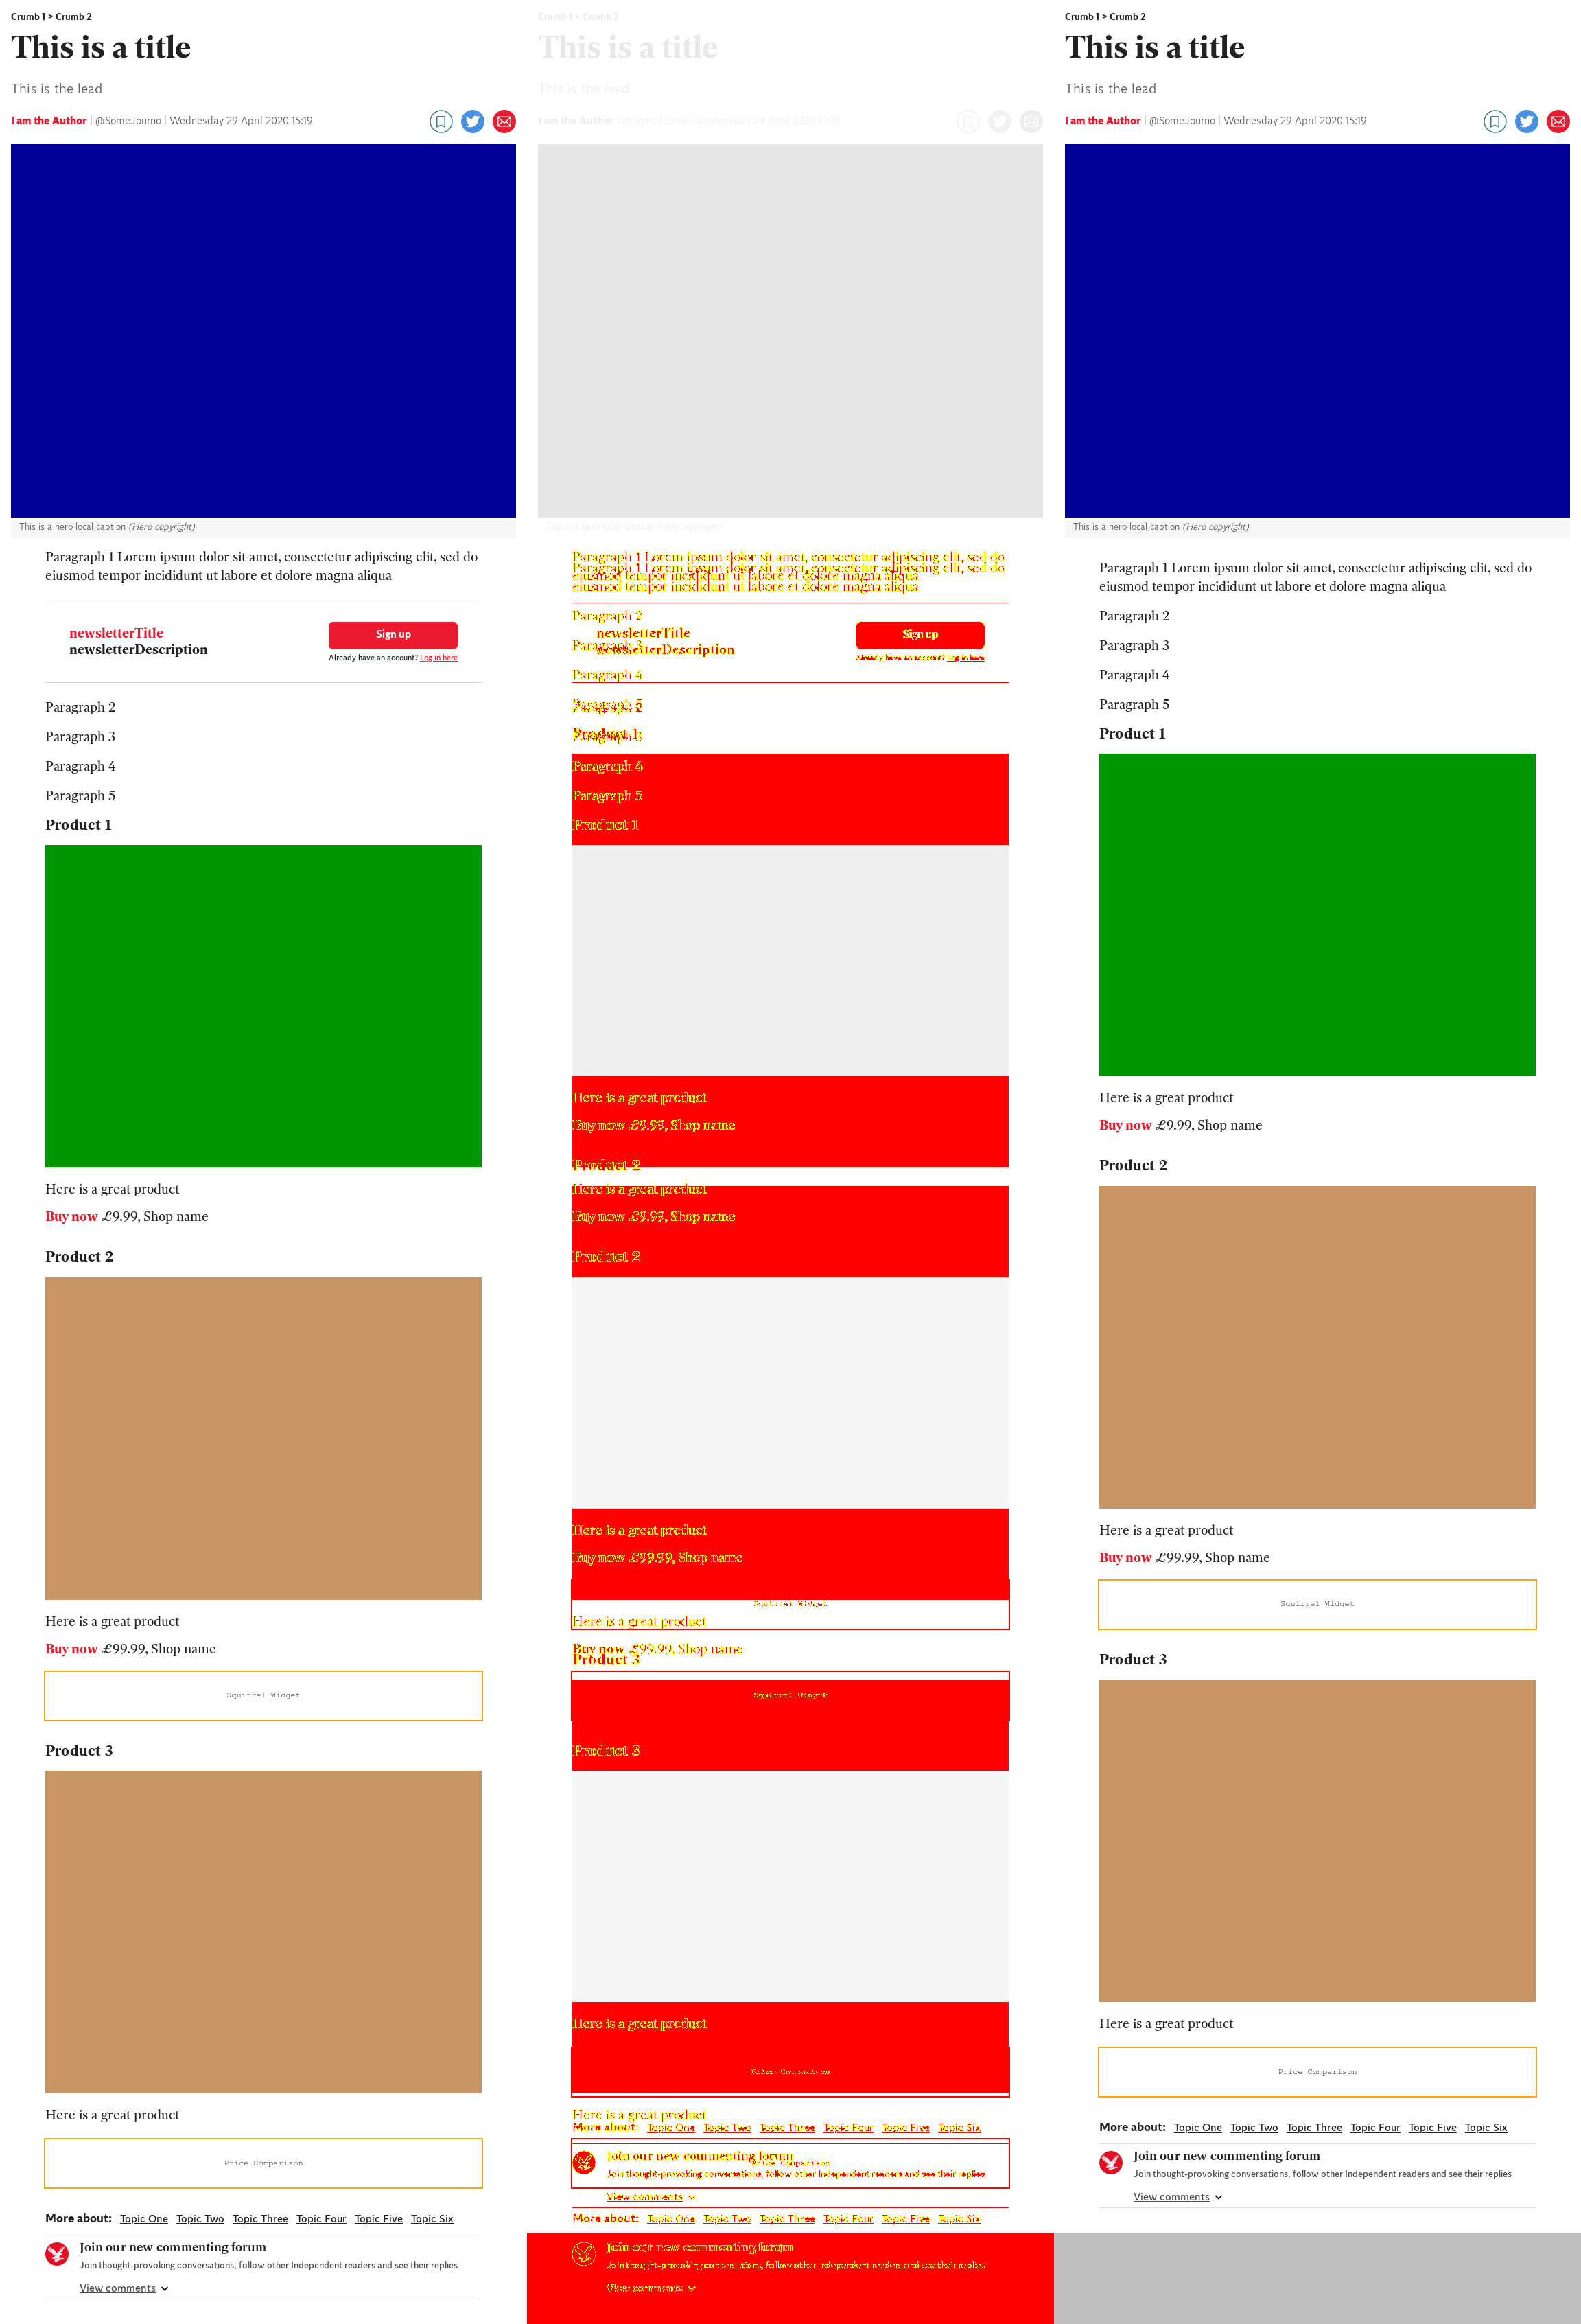 Crumb 1 > Crumb 2
This is a title
This is the lead
I am the Author | @SomeJourno | Wednesday 29 April 2020 15:19
This is a hero local caption (Hero copyright)
Paragraph 1 Lorem ipsum dolor sit amet, consectetur adipiscing elit, sed do
eiusmod tempor incididunt ut labore et dolore magna aliqua
newsletterTitle
newsletterDescription
Sign up
Already have an account? Log in here
Paragraph 2
Paragraph 3
Paragraph 4
Paragraph 5
Product 1
Here is a great product
Buy now £9.99, Shop name
Product 2
Here is a great product
Buy now £99.99, Shop name
Squirrel Widget
Product 3
Here is a great product
Price Comparison
More about: Topic One Topic Two Topic Three Topic Four Topic Five Topic Six
Join our new commenting forum
Join thought-provoking conversations, follow other Independent readers and see their replies
View comments
Crumb 1 > Crumb 2
This is a title
This is the lead
I am the Author | @SomeJourno | Wednesday 29 April 2020 15:19
This is a hero local caption (Hero copyright)
Paragraph 1 Lorem ipsum dolor sit amet, consectetur adipiscing elit, sed do
Paragraph 1 Lorem ipsum dolor sit amet, consectetur adipiscing elit, sed do
eiusmod tempor incididunt ut labore et dolore magna aliqua
eiusmod tempor incididunt ut labore et dolore magna aliqua
Paragraph 2
newsletterTitle
Sign up
Paragraph 3
newsletterDescription
Already have an account? Log in here
Paragraph 4
Paragraph 5
Paragraph 2
Product 1
Paragraph 3
Paragraph 4
Paragraph 5
Product 1
Here is a great product
Buy now £9.99, Shop name
Product 2
Here is a great product
Buy now £9.99, Shop name
Product 2
Here is a great product
Buy now £99.99, Shop name
Squirrel Widget
Here is a great product
Buy now £99.99, Shop name
Product 3
Squirrel Widget
Product 3
Here is a great product
Price Comparison
Here is a great product
More about: Topic One Topic Two Topic Three Topic Four Topic Five Topic Six
Join our new commenting forum
Price Comparison
Join thought-provoking conversations, follow other Independent readers and see their replies
View comments
More about: Topic One Topic Two Topic Three Topic Four Topic Five Topic Six
Join our new commenting forum
Join thought-provoking conversations, follow other Independent readers and see their replies
View comments
Crumb 1 > Crumb 2
This is a title
This is the lead
I am the Author | @SomeJourno | Wednesday 29 April 2020 15:19
This is a hero local caption (Hero copyright)
Paragraph 1 Lorem ipsum dolor sit amet, consectetur adipiscing elit, sed do
eiusmod tempor incididunt ut labore et dolore magna aliqua
Paragraph 2
Paragraph 3
Paragraph 4
Paragraph 5
Product 1
Here is a great product
Buy now £9.99, Shop name
Product 2
Here is a great product
Buy now £99.99, Shop name
Squirrel Widget
Product 3
Here is a great product
Price Comparison
More about: Topic One Topic Two Topic Three Topic Four Topic Five Topic Six
Join our new commenting forum
Join thought-provoking conversations, follow other Independent readers and see their replies
View comments